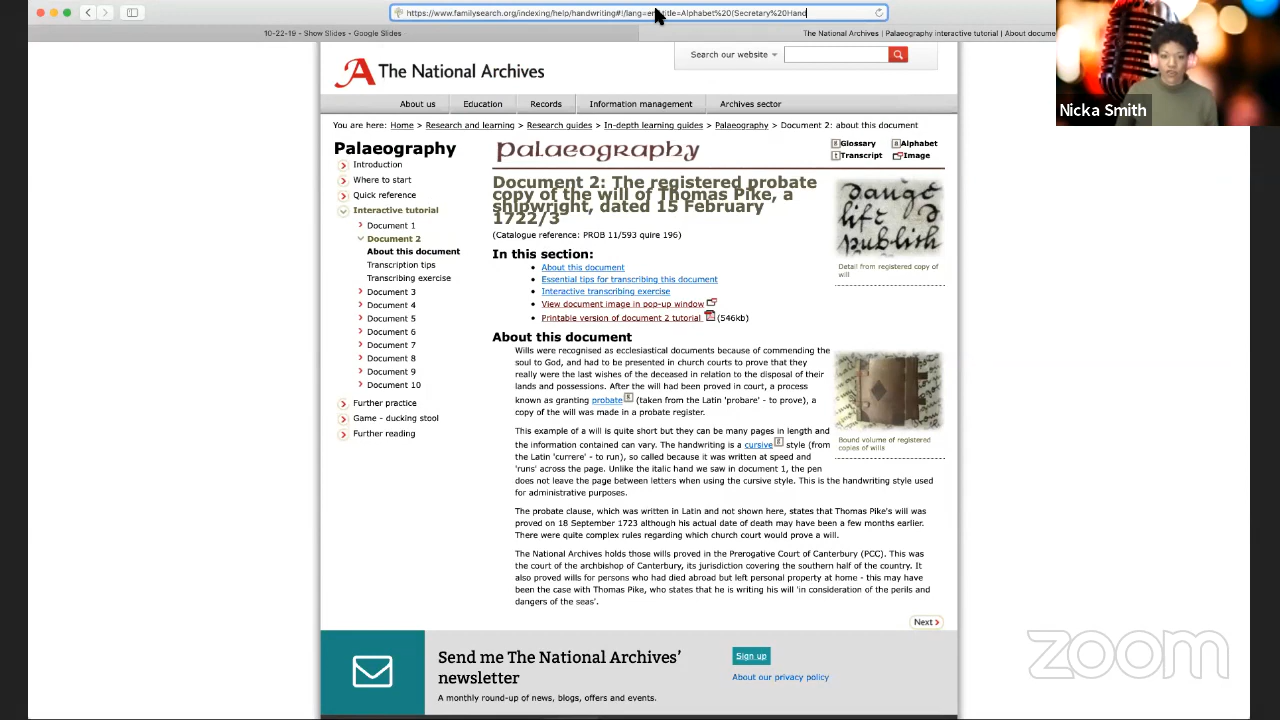 https://www.familysearch.org/indexing/help/handwriting#!/lang=en&title=Alphabet%20(Secretary%20Hand
10-22-19 - Show Slides - Google Slides
The National Archives | Palaeography interactive tutorial | About docume
Nicka Smith
The National Archives
Search our website
About us
Education
Records
Information management
Archives sector
You are here: Home > Research and learning > Research guides > In-depth learning guides > Palaeography > Document 2: about this document
Palaeography
Introduction
Where to start
Quick reference
Interactive tutorial
Document 1
Document 2
About this document
Transcription tips
Transcribing exercise
Document 3
Document 4
Document 5
Document 6
Document 7
Document 8
Document 9
Document 10
Further practice
Game - ducking stool
Further reading
Palaeography
Glossary
Alphabet
Transcript
Image
Document 2: The registered probate
copy of the will of Thomas Pike, a
shipwright, dated 15 February
1722/3
(Catalogue reference: PROB 11/593 quire 196)
In this section:
About this document
Essential tips for transcribing this document
Interactive transcribing exercise
View document image in pop-up window
Printable version of document 2 tutorial (546kb)
dange
lift
publish
Detail from registered copy of
will
About this document
Wills were recognised as ecclesiastical documents because of commending the
soul to God, and had to be presented in church courts to prove that they
really were the last wishes of the deceased in relation to the disposal of their
lands and possessions. After the will had been proved in court, a process
known as granting probate (taken from the Latin 'probare' - to prove), a
copy of the will was made in a probate register.
This example of a will is quite short but they can be many pages in length and
the information contained can vary. The handwriting is a cursive style (from
the Latin 'currere' - to run), so called because it was written at speed and
'runs' across the page. Unlike the italic hand we saw in document 1, the pen
does not leave the page between letters when using the cursive style. This is the handwriting style used
for administrative purposes.
Bound volume of registered
copies of wills
The probate clause, which was written in Latin and not shown here, states that Thomas Pike's will was
proved on 18 September 1723 although his actual date of death may have been a few months earlier.
There were quite complex rules regarding which church court would prove a will.
The National Archives holds those wills proved in the Prerogative Court of Canterbury (PCC). This was
the court of the archbishop of Canterbury, its jurisdiction covering the southern half of the country. It
also proved wills for persons who had died abroad but left personal property at home - this may have
been the case with Thomas Pike, who states that he is writing his will 'in consideration of the perils and
dangers of the seas'.
Next
Send me The National Archives'
newsletter
A monthly round-up of news, blogs, offers and events.
Sign up
About our privacy policy
zoom